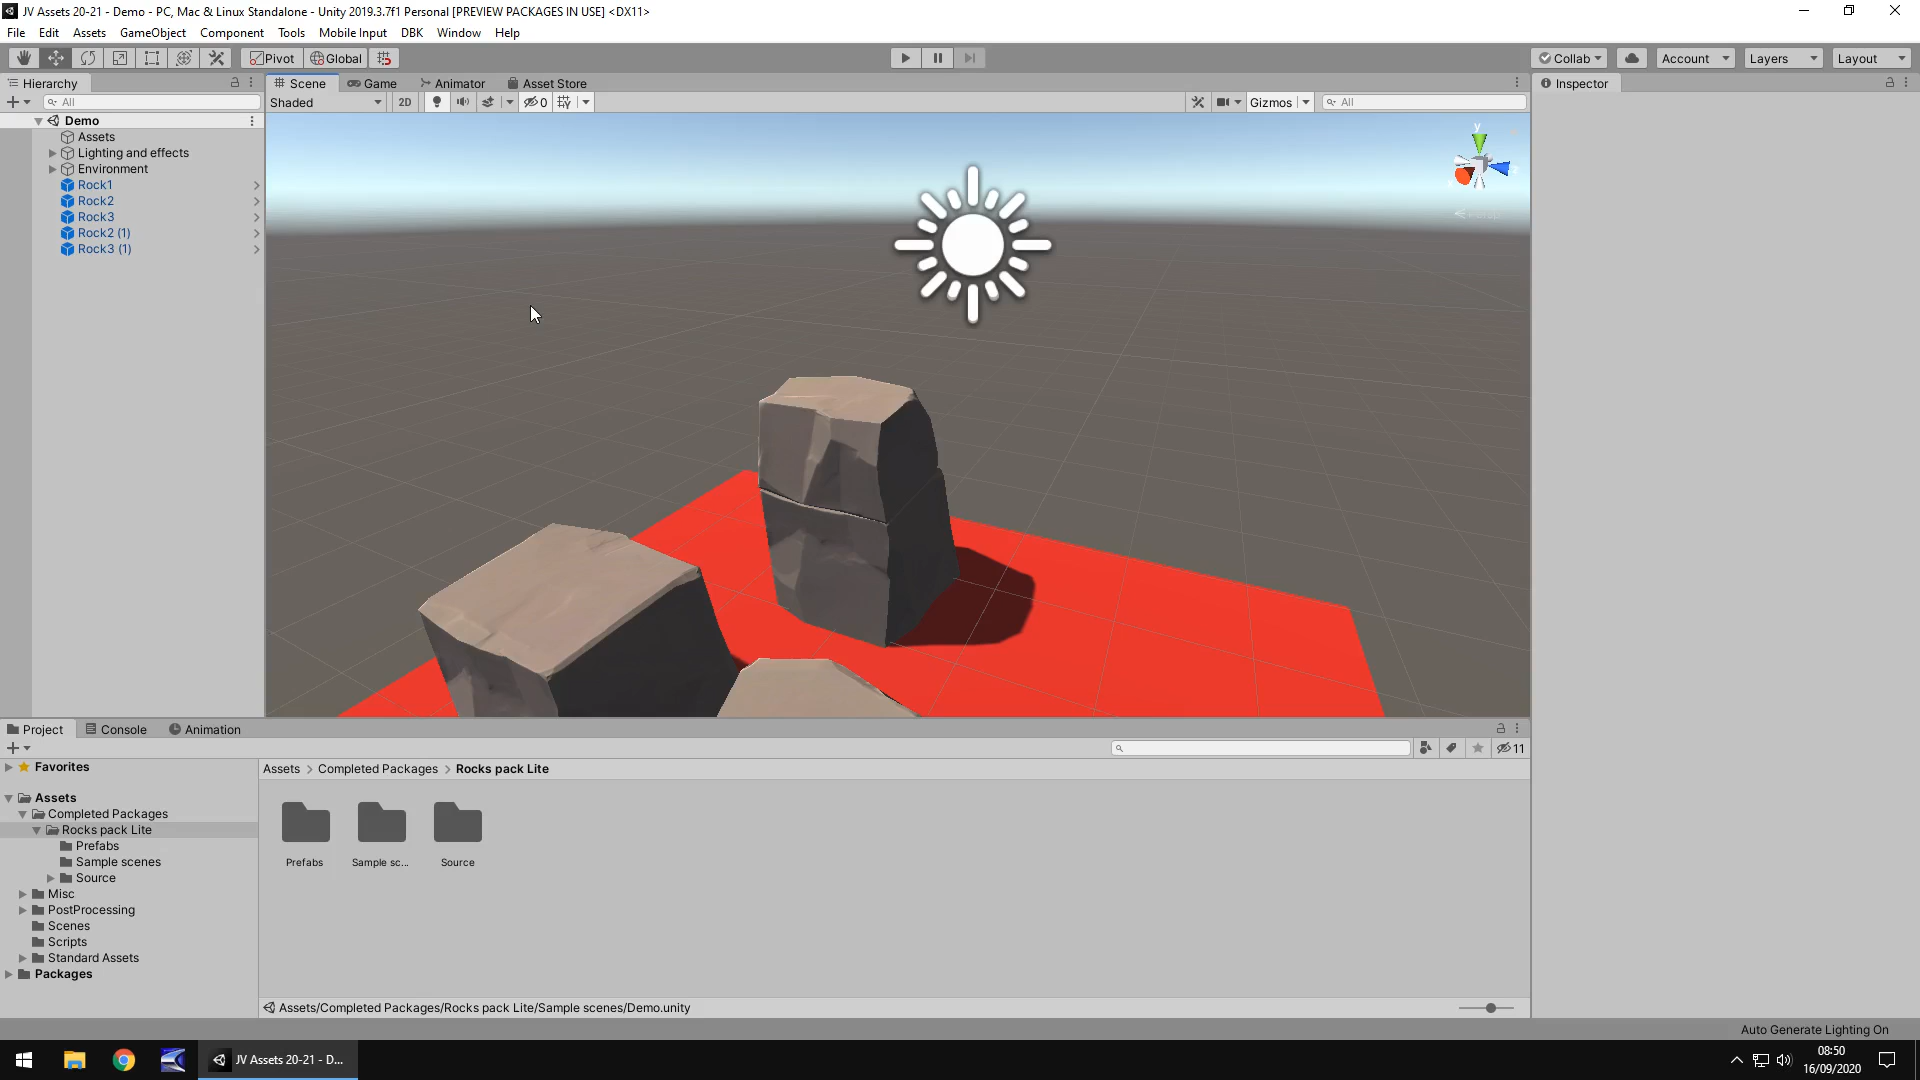 JV Assets 20-21 - Demo - PC, Mac & Linux Standalone - Unity 2019.3.7f1 Personal [PREVIEW PACKAGES IN USE] <DX11>
File Edit Assets GameObject Component Tools Mobile Input DBK Window Help
Pivot Global Collab Account Layers Layout
Hierarchy Scene Game Animator Asset Store Inspector
All Shaded 2D 0 Gizmos All
Demo
Assets
Lighting and effects
Environment
Rock1
Rock2
Rock3
Rock2 (1)
Rock3 (1)
y
z
Project Console Animation
11
Favorites
Assets > Completed Packages > Rocks pack Lite
Assets
Completed Packages
Rocks pack Lite
Prefabs
Sample scenes
Source
Misc
PostProcessing
Scenes
Scripts
Standard Assets
Packages
Prefabs Sample sc... Source
Assets/Completed Packages/Rocks pack Lite/Sample scenes/Demo.unity
Auto Generate Lighting On
JV Assets 20-21 - D...
08:50
16/09/2020